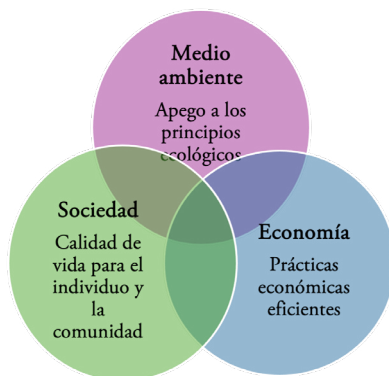 Medio
ambiente
Apego a los
principios
ecológicos
Sociedad
Calidad de
vida para el
individuo y
la
comunidad
Economía
Prácticas
económicas
eficientes